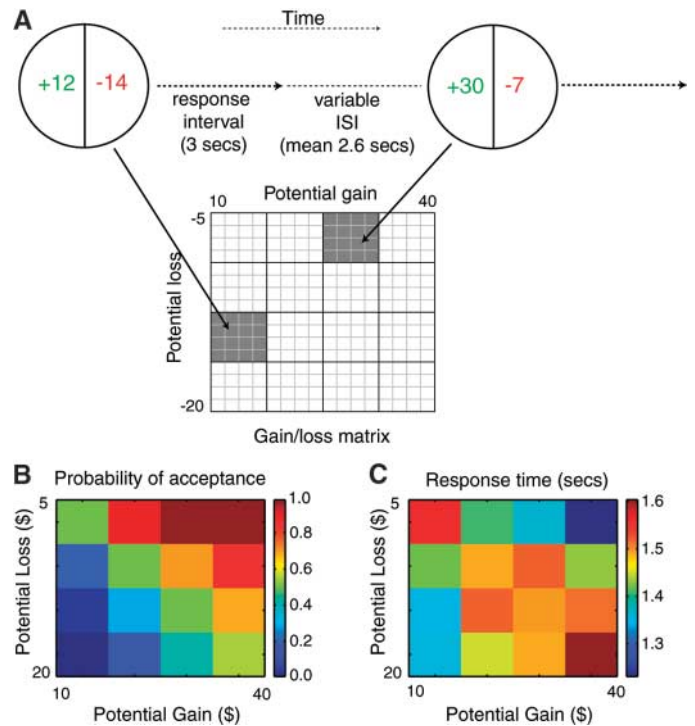 A
Time
+12 -14
+30 -7
response
interval
(3 secs)
variable
ISI
(mean 2.6 secs)
Potential gain
10 40
-5
Potential loss
-20
Gain/loss matrix
B Probability of acceptance
5
Potential Loss ($)
20
10 40
Potential Gain ($)
1.0
0.8
0.6
0.4
0.2
0.0
C Response time (secs)
5
Potential Loss ($)
20
10 40
Potential Gain ($)
1.6
1.5
1.4
1.3